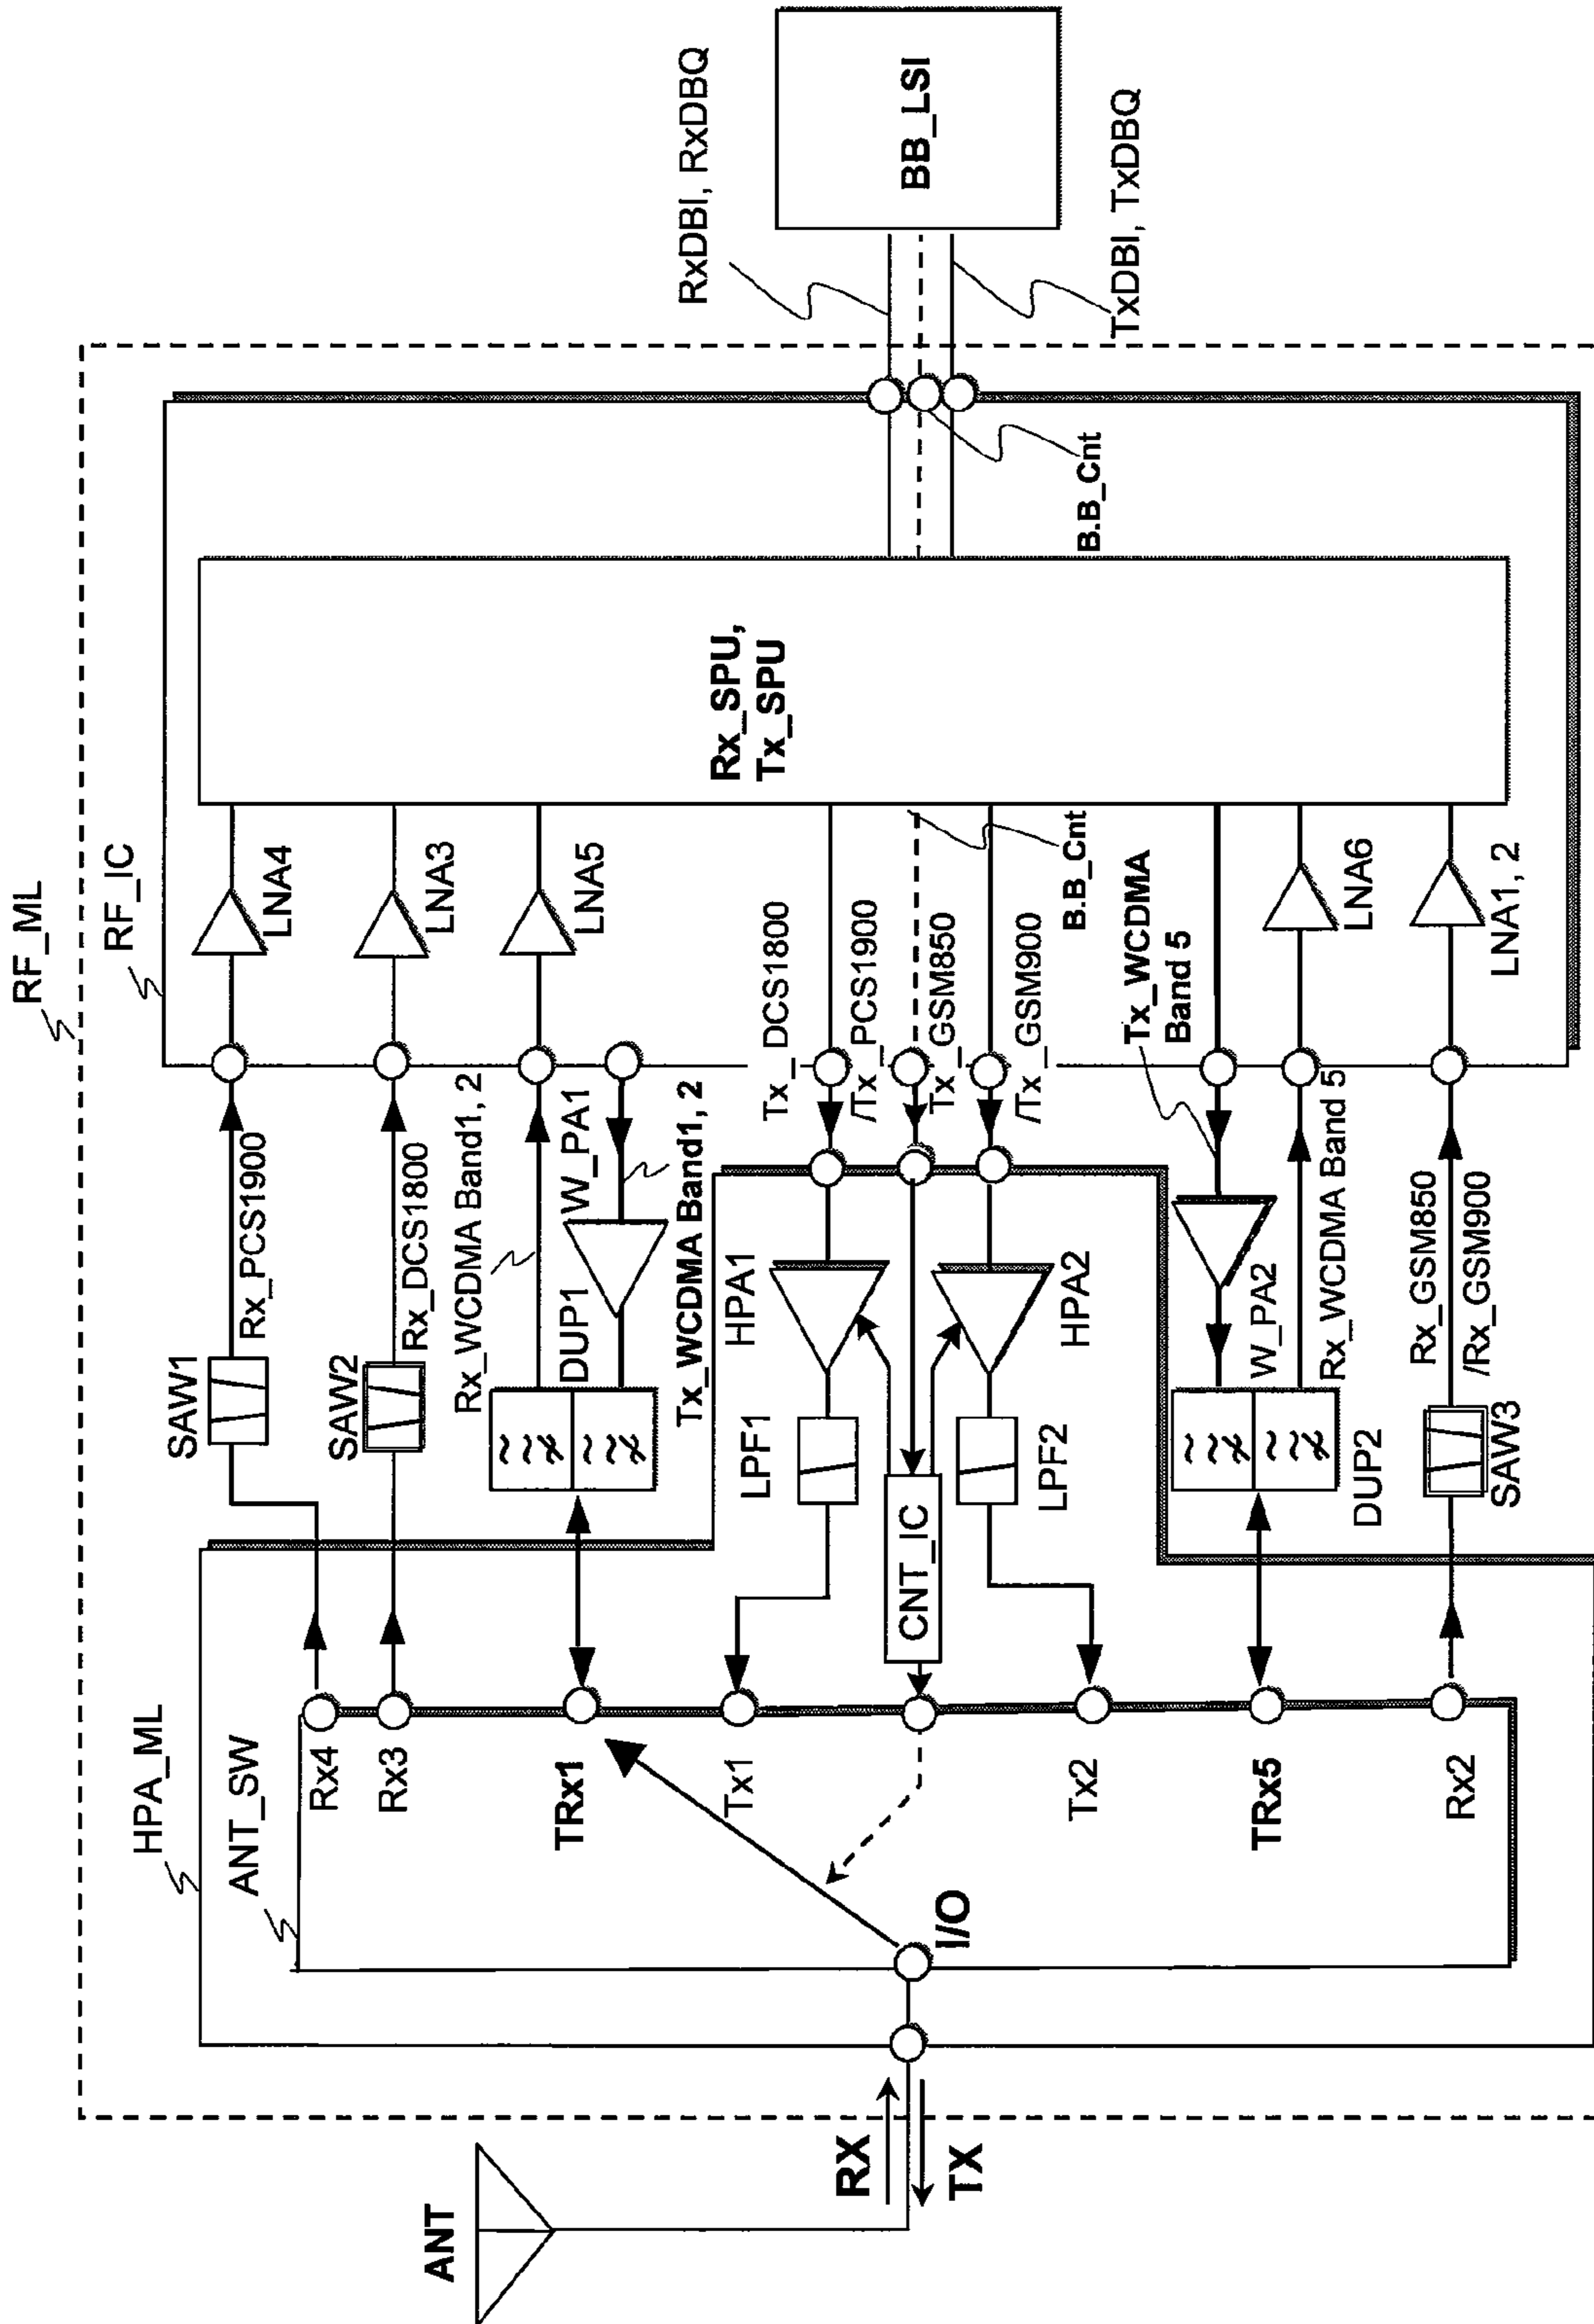 RF_ML
RF_IC
HPA_ML
ANT_SW
ANT
RX
TX
I/O
Rx4
Rx3
TRx1
Tx1
Tx2
TRx5
Rx2
SAW1
Rx_PCS1900
LNA4
SAW2
Rx_DCS1800
LNA3
Rx_WCDMA Band1, 2
LNA5
DUP1
W_PA1
Tx_WCDMA Band1, 2
LPF1
HPA1
Tx_DCS1800
/Tx_PCS1900
CNT_IC
Tx_GSM850
/Tx_GSM900
B.B_Cnt
LPF2
HPA2
Tx_WCDMA
Band 5
W_PA2
DUP2
Rx_WCDMA Band 5
LNA6
Rx_GSM850
/Rx_GSM900
SAW3
LNA1, 2
Rx_SPU,
Tx_SPU
B.B_Cnt
RxDBI, RxDBQ
BB_LSI
TxDBI, TxDBQ